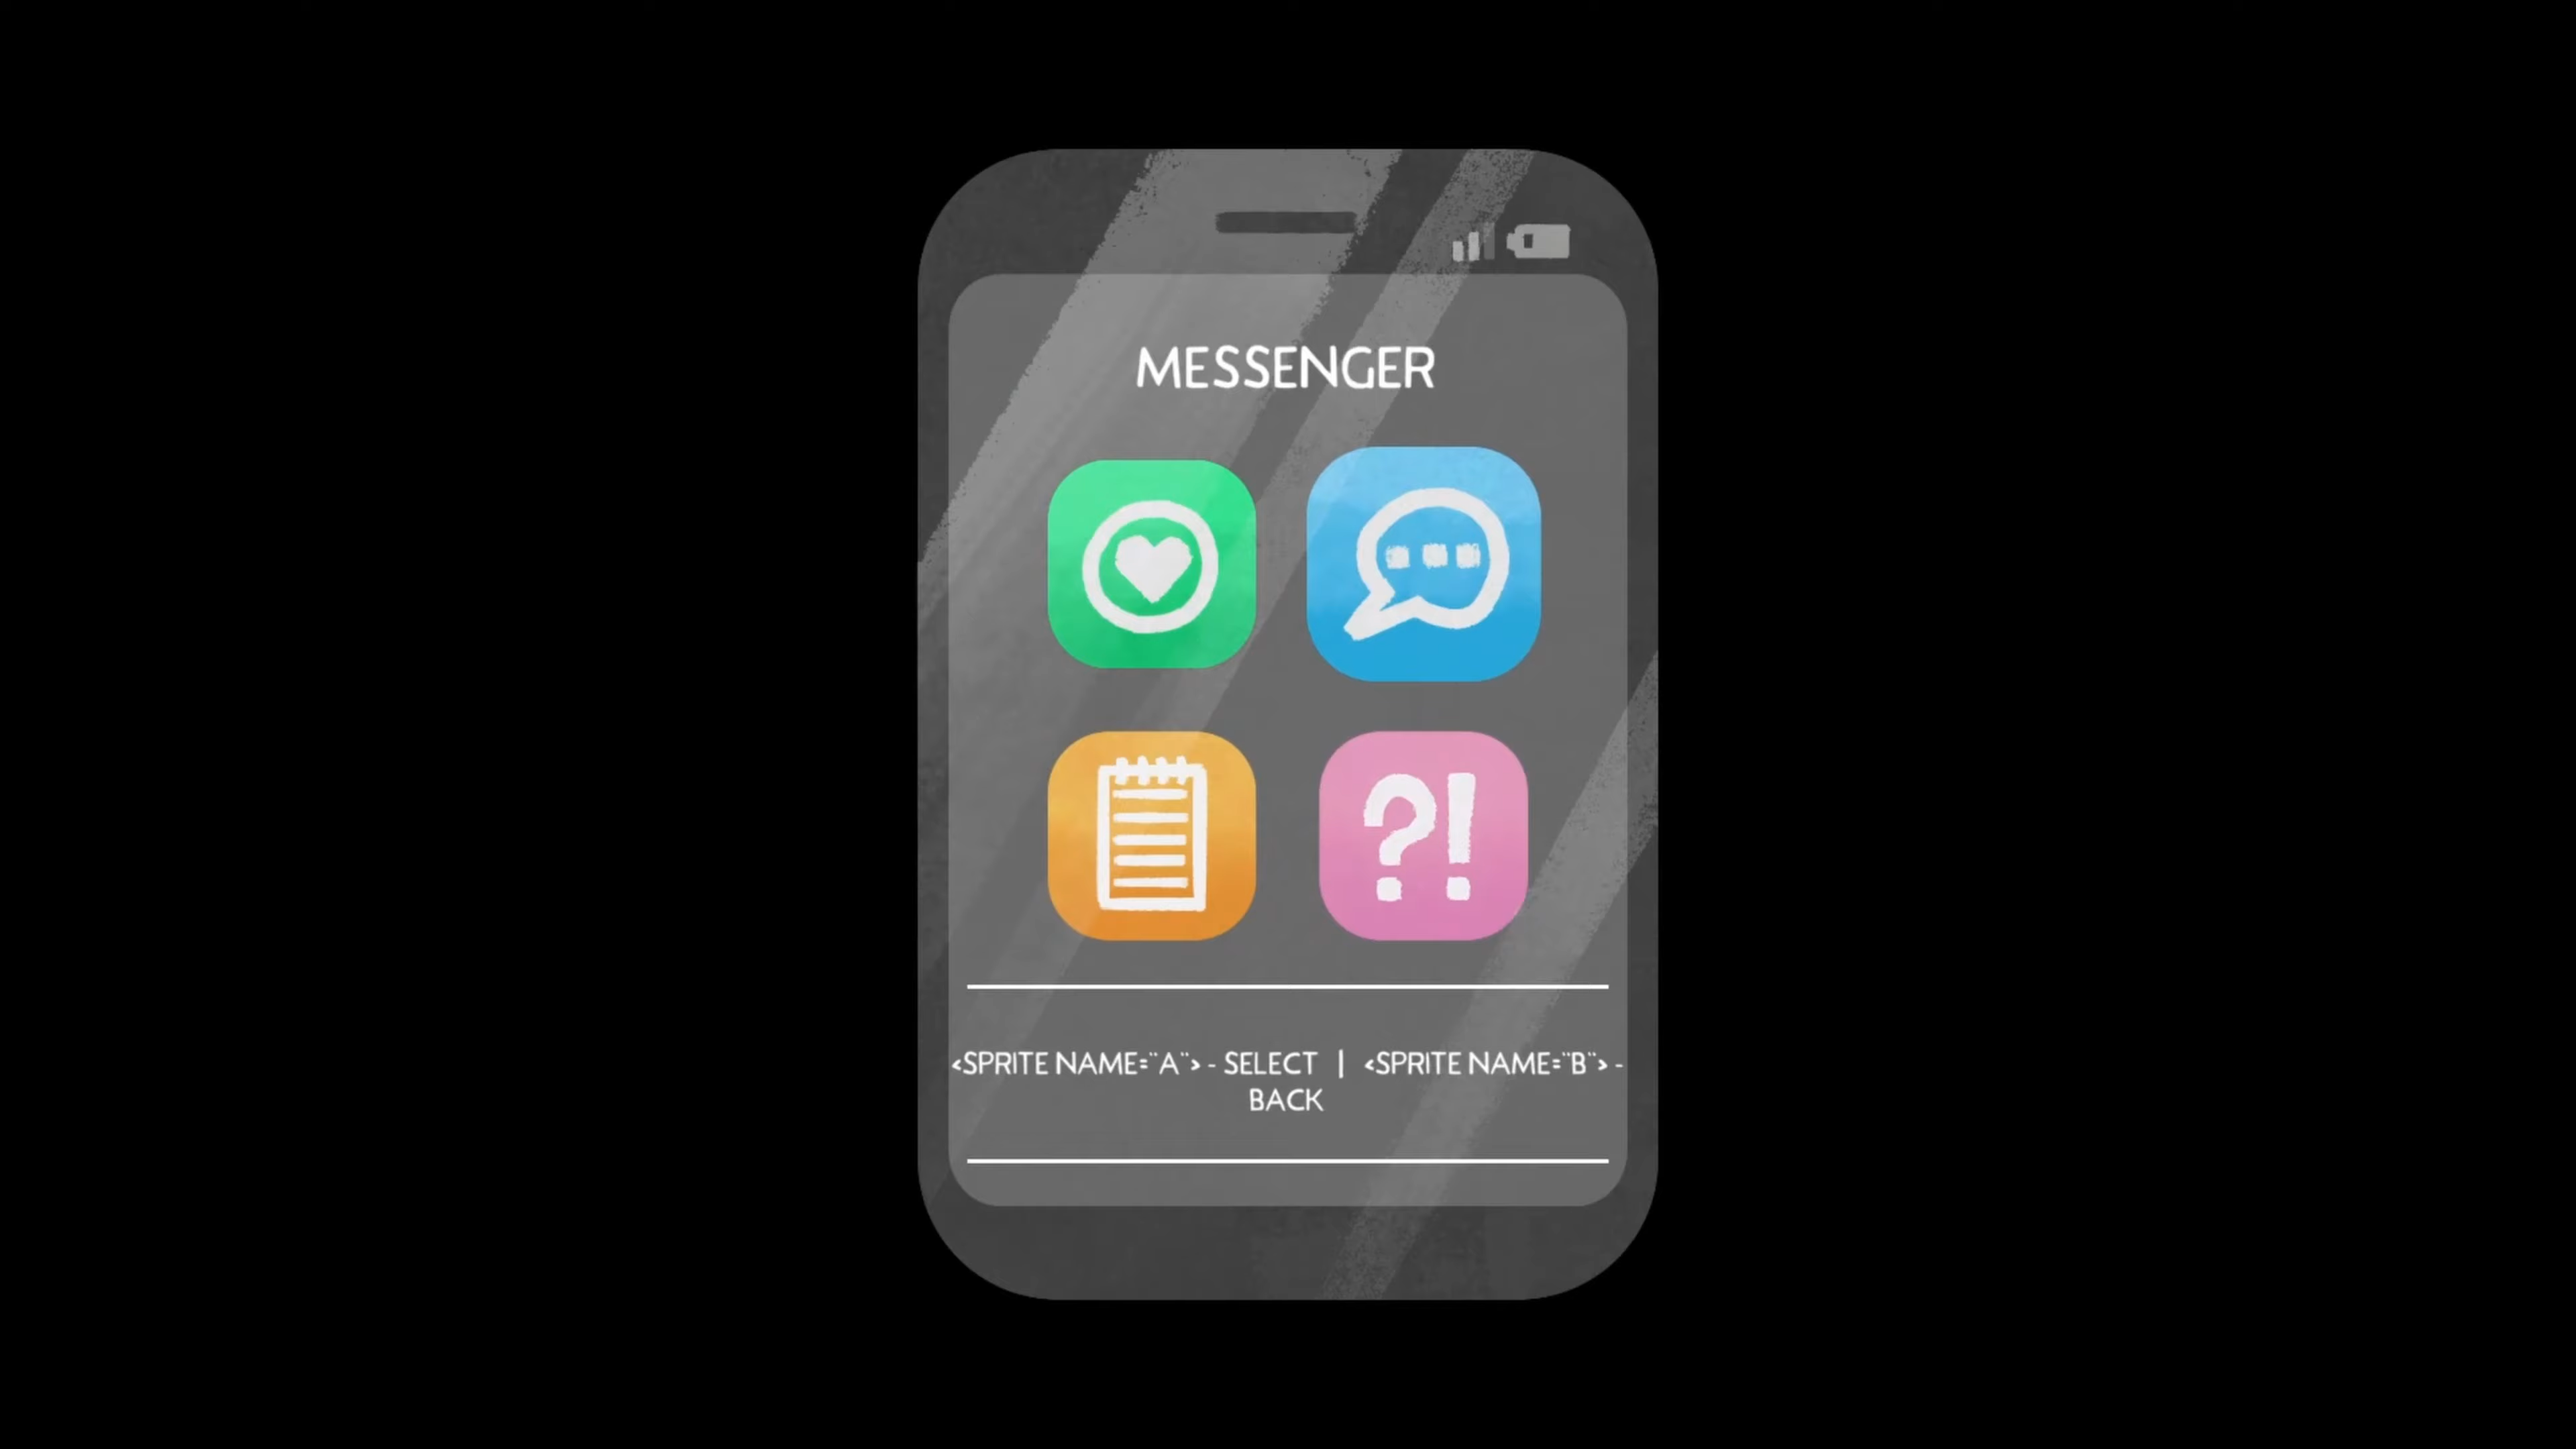 MESSENGER
?!
<SPRITE NAME="A"> - SELECT | <SPRITE NAME="B"> -
BACK